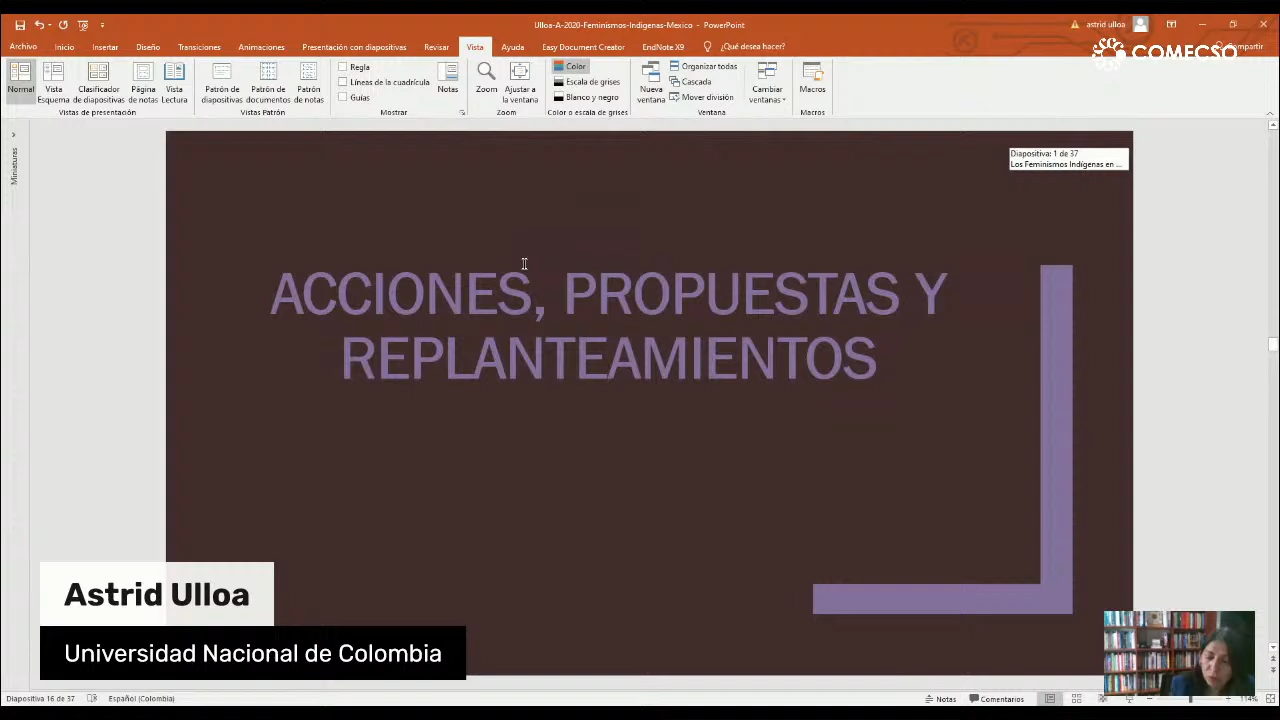 Ulloa-A-2020-Feminismos-Indigenas-Mexico - PowerPoint
astrid ulloa
Archivo Inicio Insertar Diseño Transiciones Animaciones Presentación con diapositivas Revisar Vista Ayuda Easy Document Creator EndNote X9 ¿Qué desea hacer? Compartir
COMECSO
Normal
Vista Esquema
Clasificador de diapositivas
Página de notas
Vista Lectura
Vistas de presentación
Patrón de diapositivas
Patrón de documentos
Patrón de notas
Vistas Patrón
Regla
Líneas de la cuadrícula
Guías
Notas
Mostrar
Zoom
Ajustar a la ventana
Zoom
Color
Escala de grises
Blanco y negro
Color o escala de grises
Nueva ventana
Organizar todas
Cascada
Mover división
Ventana
Cambiar ventanas
Macros
Macros
Miniaturas
Diapositiva: 1 de 37
Los Feminismos Indígenas en ...
ACCIONES, PROPUESTAS Y
REPLANTEAMIENTOS
Astrid Ulloa
Universidad Nacional de Colombia
Diapositiva 16 de 37 Español (Colombia) Notas Comentarios 114%